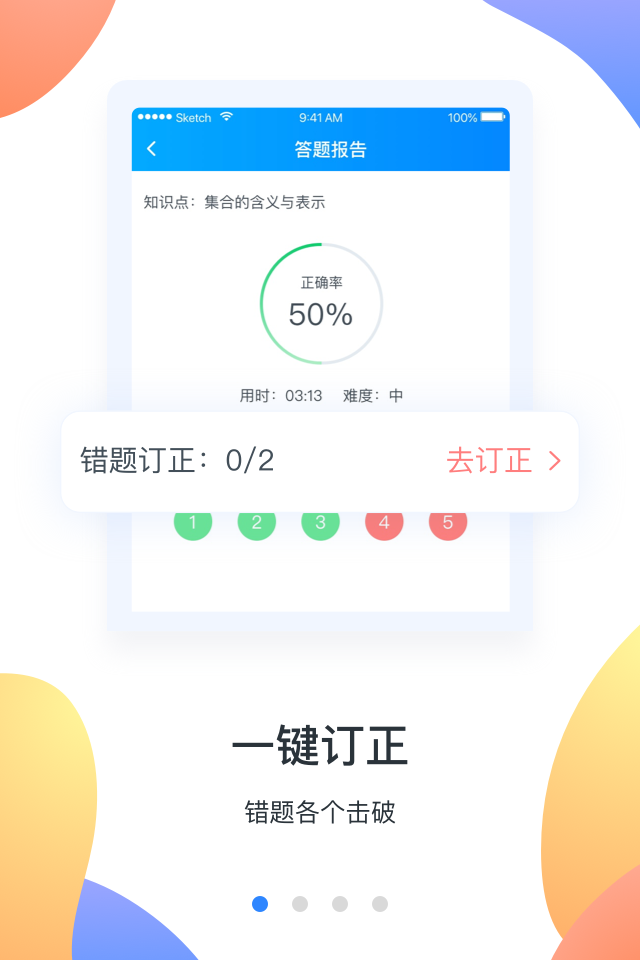 Sketch 9:41 AM 100%
答题报告
知识点：集合的含义与表示
正确率
50%
用时：03:13 难度：中
错题订正：0/2 去订正
1 2 3 4 5
一键订正
错题各个击破